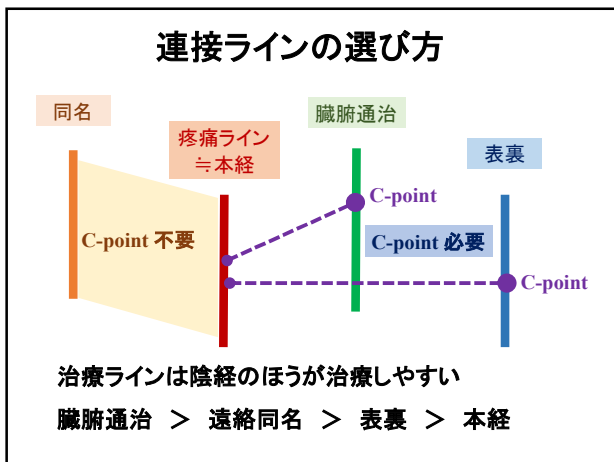 連接ラインの選び方
同名
疼痛ライン
≒本経
臓腑通治
表裏
C-point
C-point 不要
C-point 必要
C-point
治療ラインは陰経のほうが治療しやすい
臓腑通治 ＞ 遠絡同名 ＞ 表裏 ＞ 本経